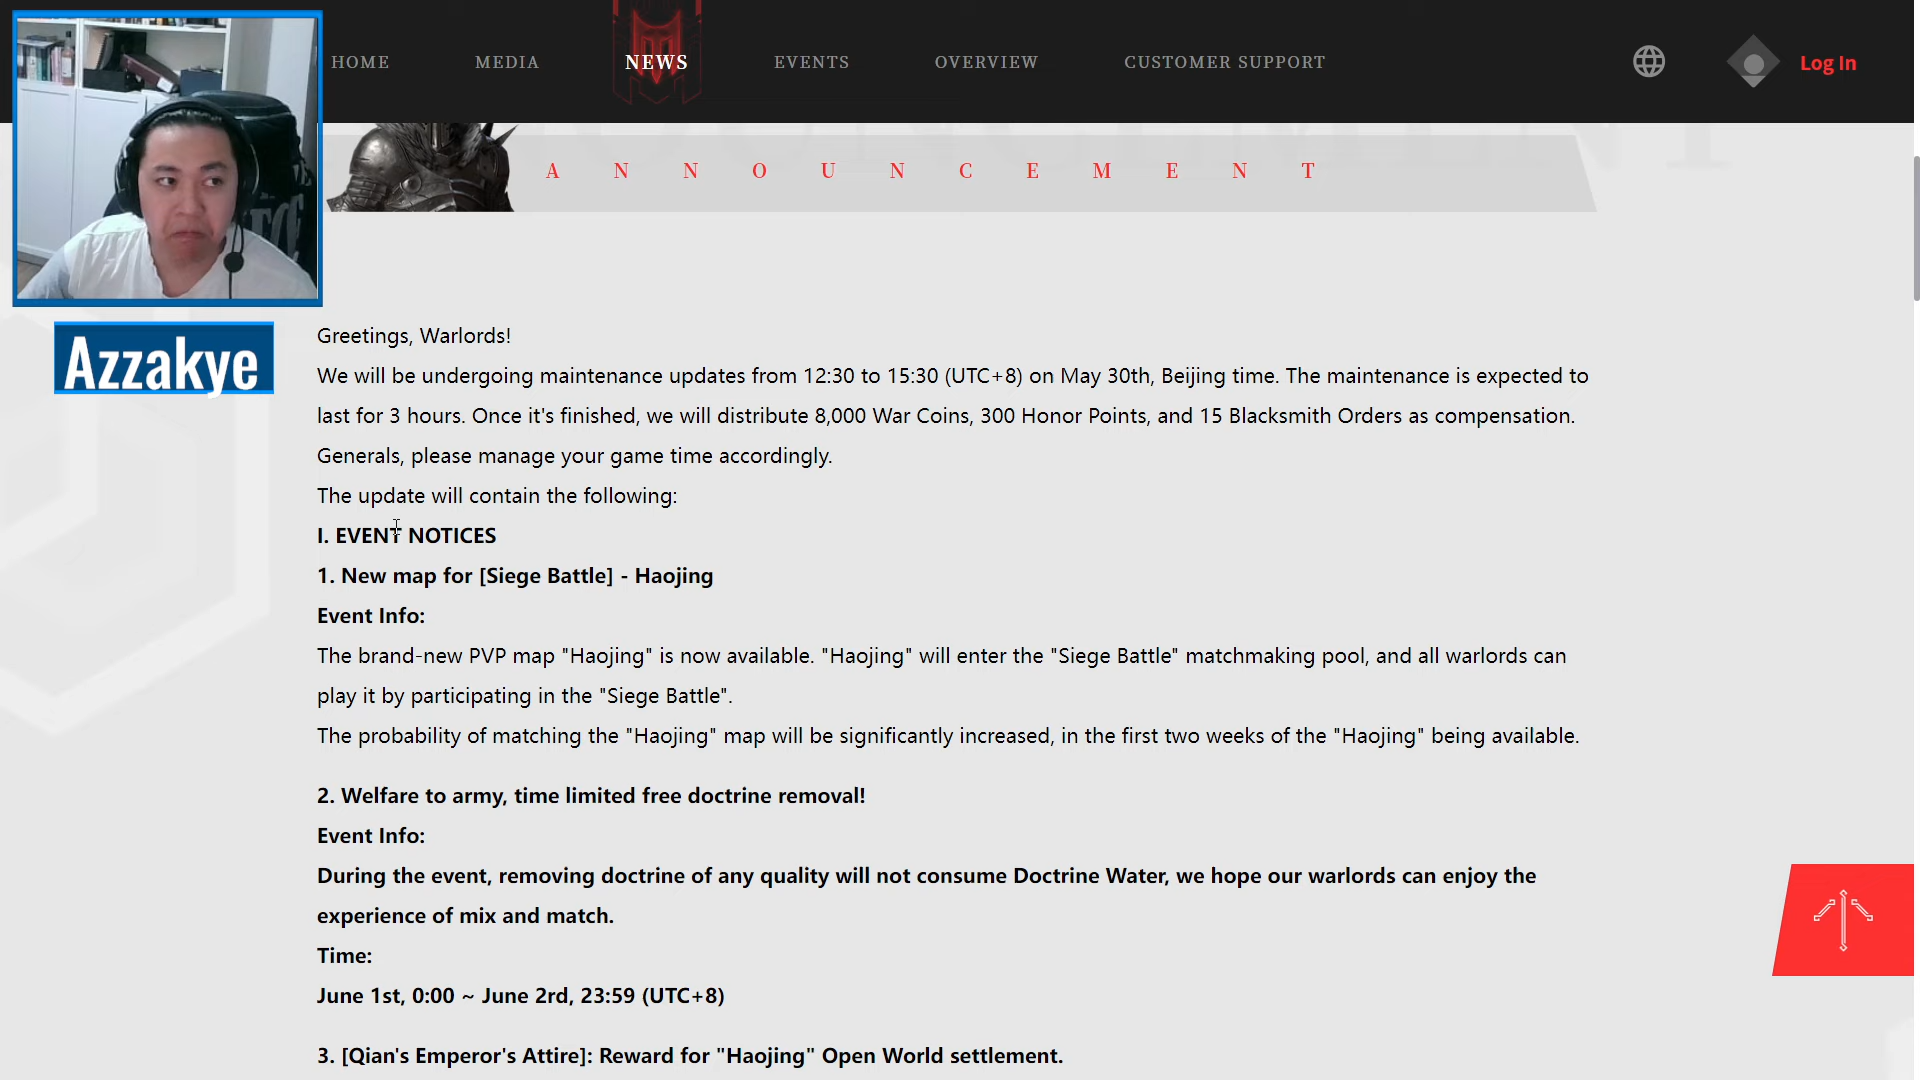 HOME
MEDIA
NEWS
EVENTS
OVERVIEW
CUSTOMER SUPPORT
Log In
ANNOUNCEMENT
Azzakye
Greetings, Warlords!
We will be undergoing maintenance updates from 12:30 to 15:30 (UTC+8) on May 30th, Beijing time. The maintenance is expected to
last for 3 hours. Once it's finished, we will distribute 8,000 War Coins, 300 Honor Points, and 15 Blacksmith Orders as compensation.
Generals, please manage your game time accordingly.
The update will contain the following:
I. EVENT NOTICES
1. New map for [Siege Battle] - Haojing
Event Info:
The brand-new PVP map "Haojing" is now available. "Haojing" will enter the "Siege Battle" matchmaking pool, and all warlords can
play it by participating in the "Siege Battle".
The probability of matching the "Haojing" map will be significantly increased, in the first two weeks of the "Haojing" being available.
2. Welfare to army, time limited free doctrine removal!
Event Info:
During the event, removing doctrine of any quality will not consume Doctrine Water, we hope our warlords can enjoy the
experience of mix and match.
Time:
June 1st, 0:00 ~ June 2rd, 23:59 (UTC+8)
3. [Qian's Emperor's Attire]: Reward for "Haojing" Open World settlement.